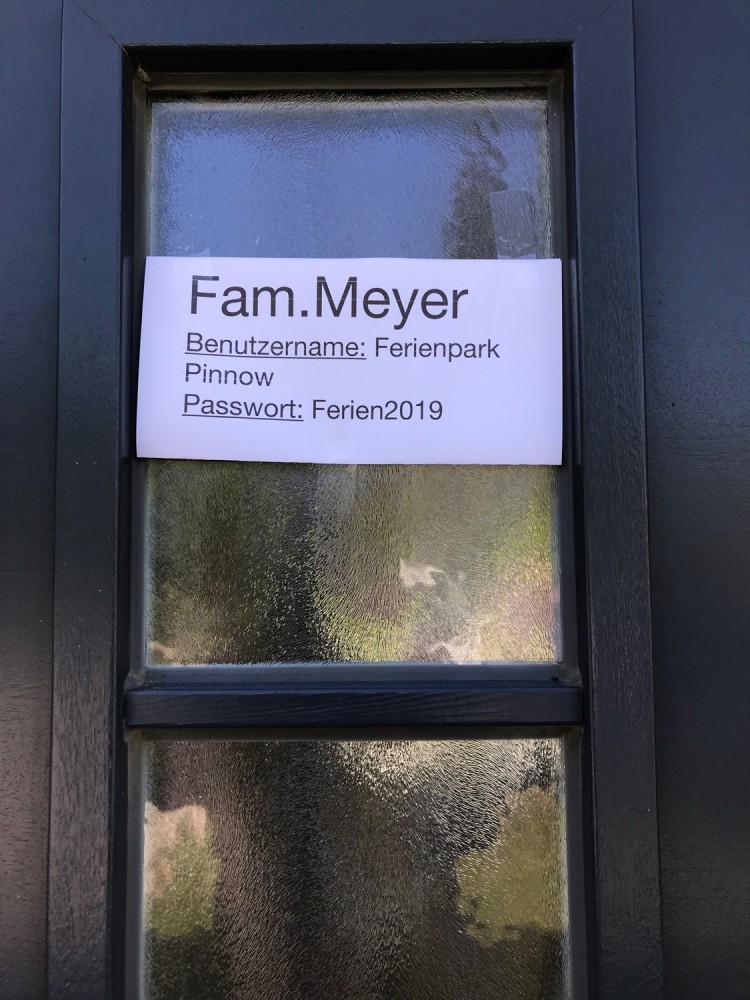 Fam.Meyer
Benutzername: Ferienpark
Pinnow
Passwort: Ferien2019